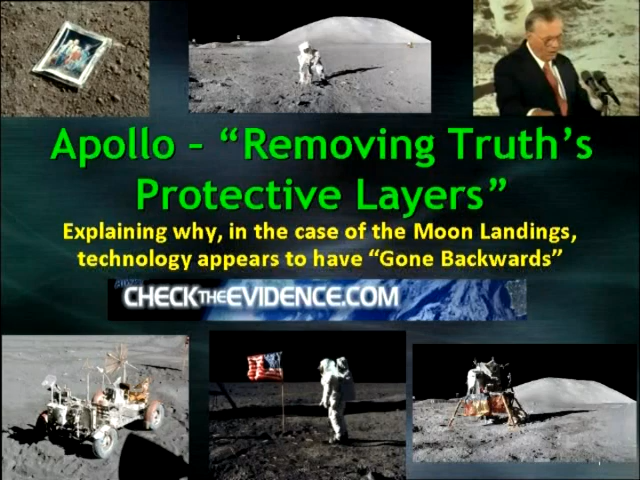 Apollo – “Removing Truth’s
Protective Layers”
Explaining why, in the case of the Moon Landings,
technology appears to have “Gone Backwards”
CHECKTHEEVIDENCE.COM